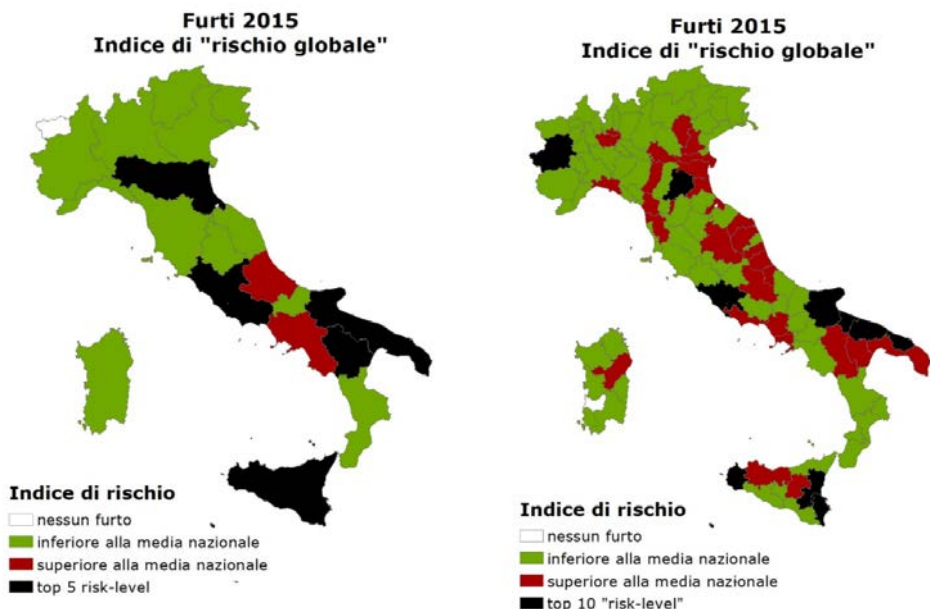 Furti 2015
Indice di "rischio globale"
Indice di rischio
nessun furto
inferiore alla media nazionale
superiore alla media nazionale
top 5 risk-level
Furti 2015
Indice di "rischio globale"
Indice di rischio
nessun furto
inferiore alla media nazionale
superiore alla media nazionale
top 10 "risk-level"